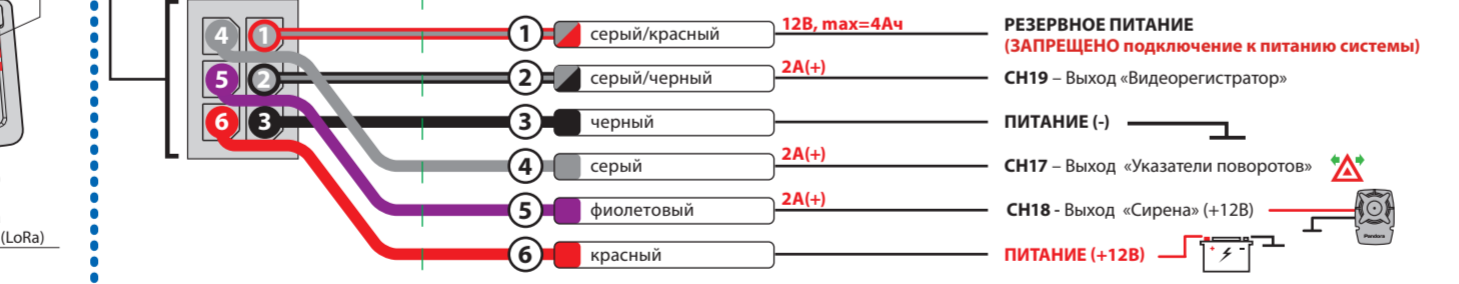 4 1
5 2
6 3
1 серый/красный 12В, max=4Ач РЕЗЕРВНОЕ ПИТАНИЕ
(ЗАПРЕЩЕНО подключение к питанию системы)
2 серый/черный 2А(+) CH19 – Выход «Видеорегистратор»
3 черный ПИТАНИЕ (-)
4 серый 2А(+) CH17 – Выход «Указатели поворотов»
5 фиолетовый 2А(+) CH18 - Выход «Сирена» (+12В)
Pandora
6 красный ПИТАНИЕ (+12В)
+ -
(LoRa)